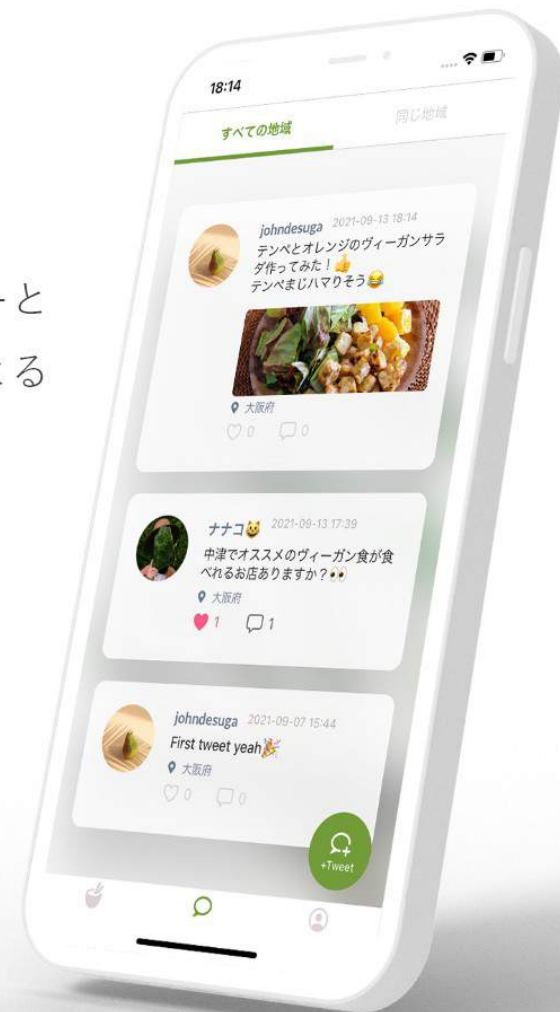 ーと
る
18:14
すべての地域
同じ地域
johndesuga 2021-09-13 18:14
テンペとオレンジのヴィーガンサラ
ダ作ってみた!👍
テンペまじハマりそう😂
大阪府
0 0
ナナコ😺 2021-09-13 17:39
中津でオススメのヴィーガン食が食
べれるお店ありますか?👀
大阪府
1 1
johndesuga 2021-09-07 15:44
First tweet yeah🎉
大阪府
0 0
+Tweet